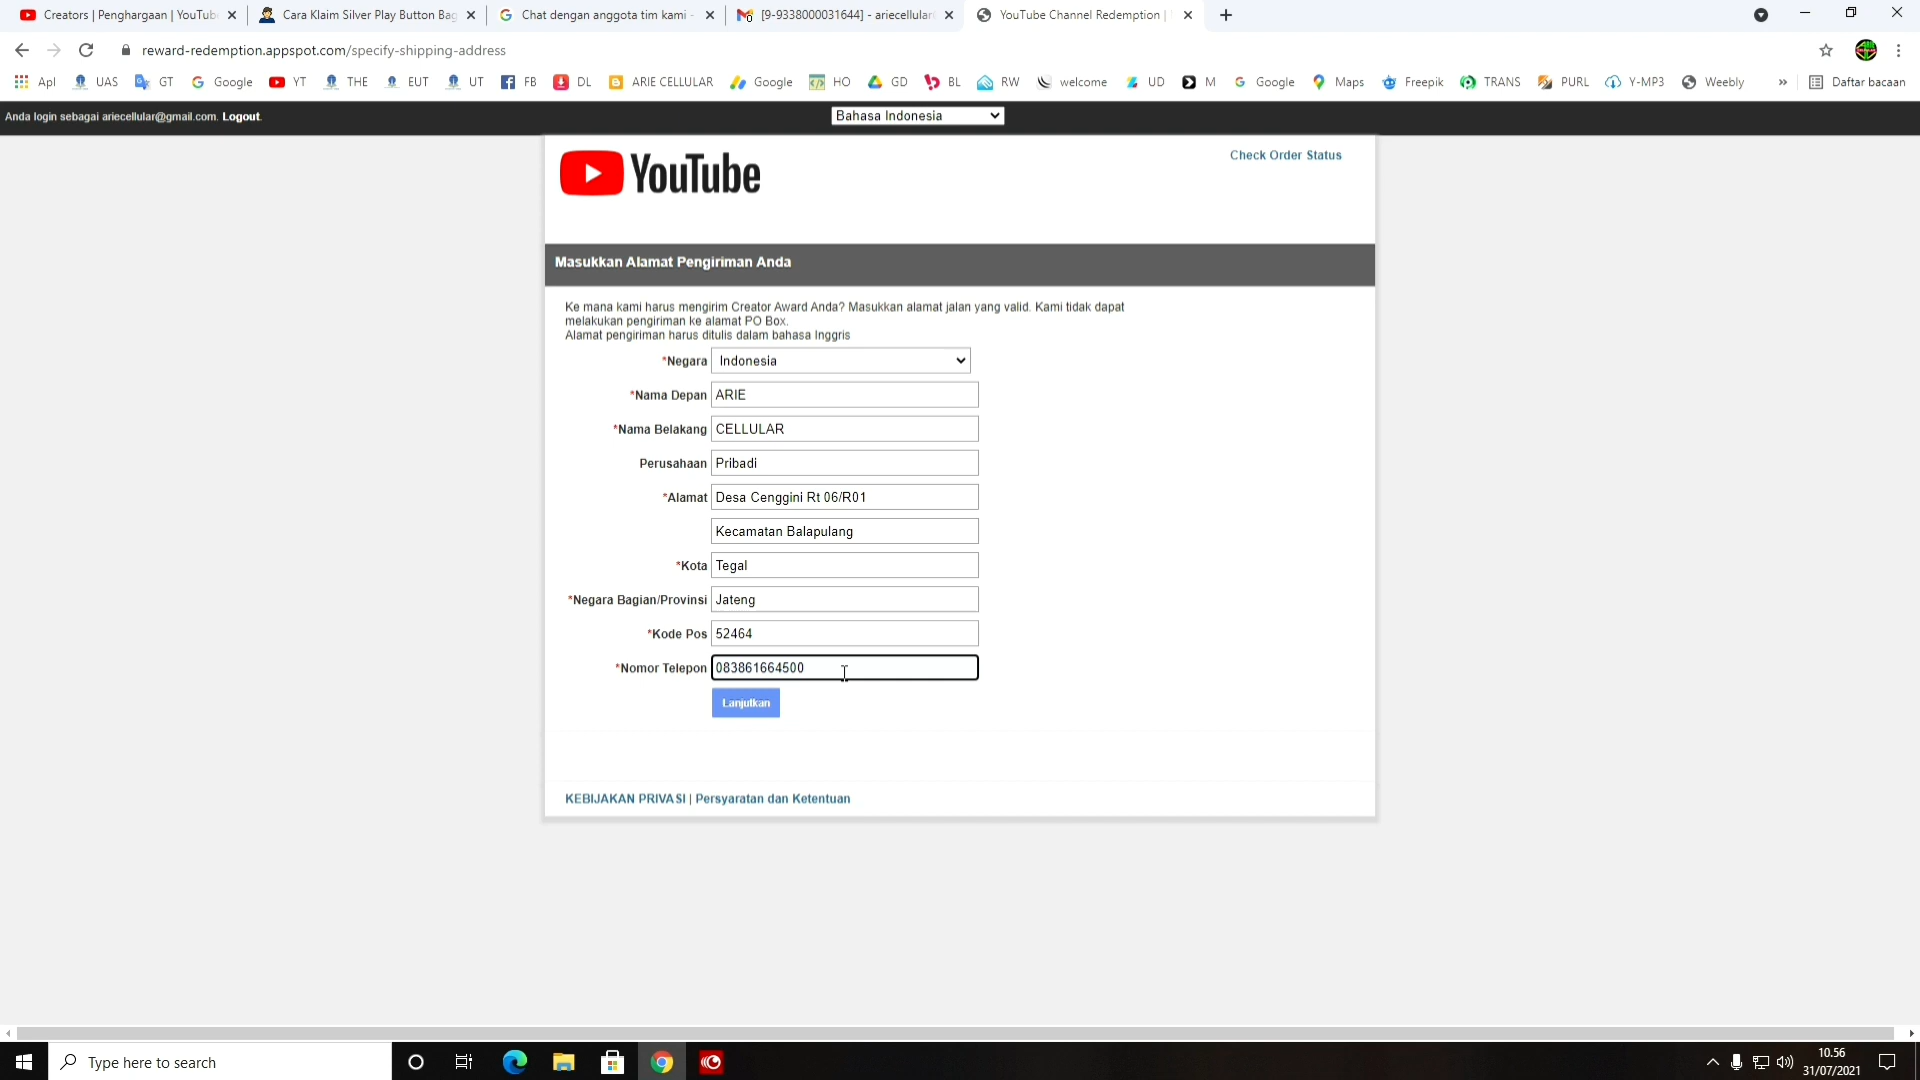 Creators | Penghargaan | YouTub
Cara Klaim Silver Play Button Bag
Chat dengan anggota tim kami -
[9-9338000031644] - ariecellular
YouTube Channel Redemption |
reward-redemption.appspot.com/specify-shipping-address
Apl UAS GT Google YT THE EUT UT FB DL ARIE CELLULAR Google HO GD BL RW welcome UD M Google Maps Freepik TRANS PURL Y-MP3 Weebly » Daftar bacaan
Anda login sebagai ariecellular@gmail.com. Logout.
Bahasa Indonesia
YouTube
Check Order Status
Masukkan Alamat Pengiriman Anda
Ke mana kami harus mengirim Creator Award Anda? Masukkan alamat jalan yang valid. Kami tidak dapat
melakukan pengiriman ke alamat PO Box.
Alamat pengiriman harus ditulis dalam bahasa Inggris
*Negara Indonesia
*Nama Depan ARIE
*Nama Belakang CELLULAR
Perusahaan Pribadi
*Alamat Desa Cenggini Rt 06/R01
Kecamatan Balapulang
*Kota Tegal
*Negara Bagian/Provinsi Jateng
*Kode Pos 52464
*Nomor Telepon 083861664500
Lanjutkan
KEBIJAKAN PRIVASI | Persyaratan dan Ketentuan
Type here to search
10.56
31/07/2021